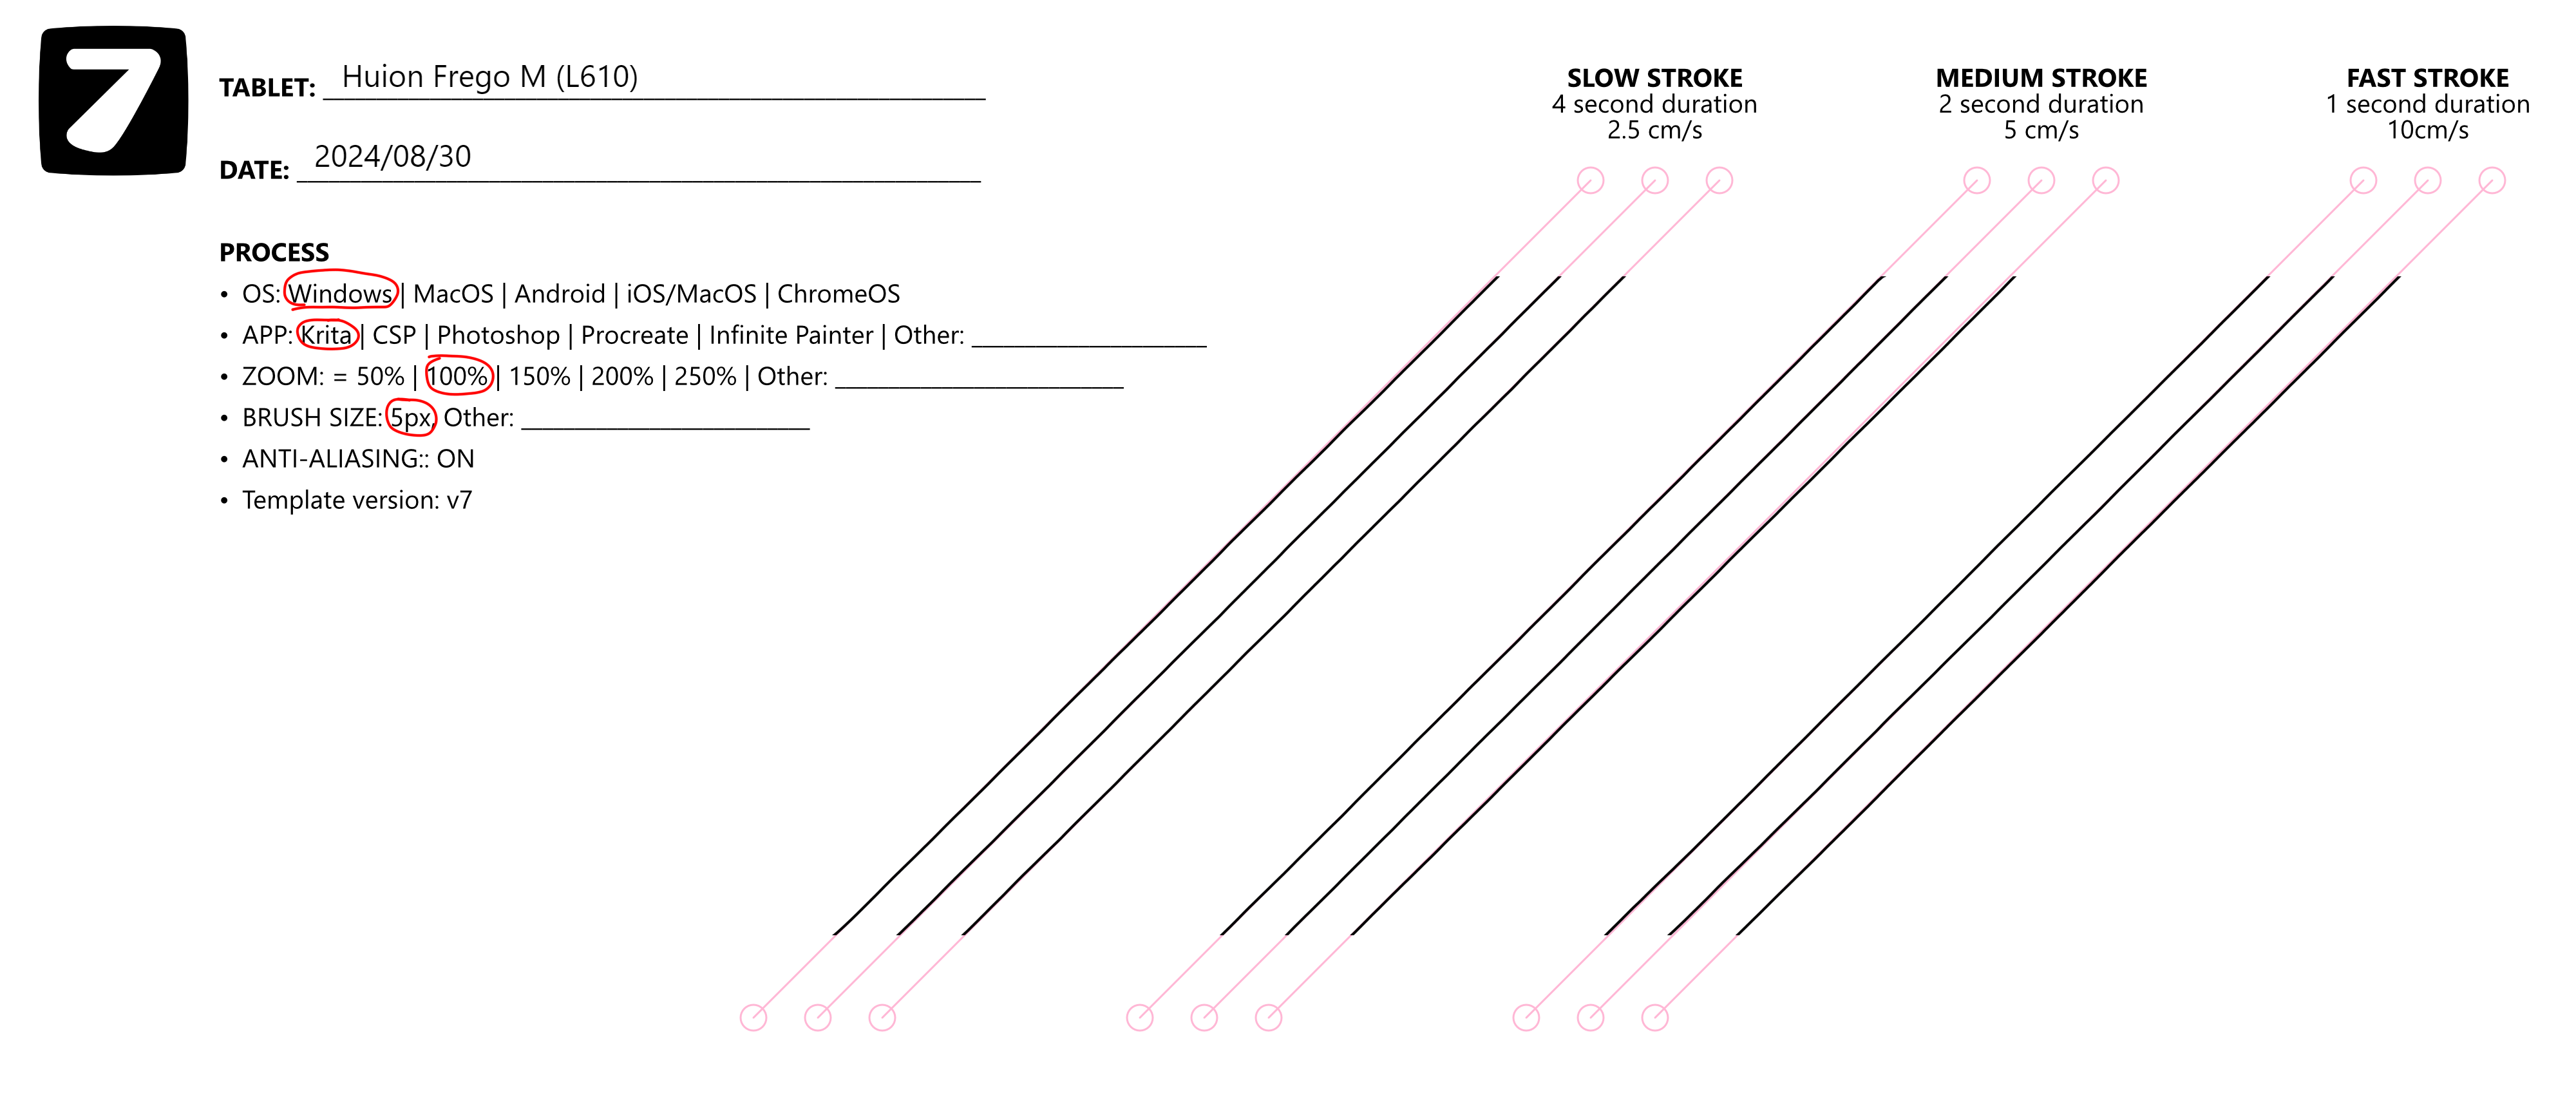 7
TABLET: Huion Frego M (L610)
DATE: 2024/08/30
PROCESS
• OS: Windows | MacOS | Android | iOS/MacOS | ChromeOS
• APP: Krita | CSP | Photoshop | Procreate | Infinite Painter | Other: ____________________
• ZOOM: = 50% | 100% | 150% | 200% | 250% | Other: ____________________
• BRUSH SIZE: 5px, Other: ____________________
• ANTI-ALIASING:: ON
• Template version: v7
SLOW STROKE
4 second duration
2.5 cm/s
MEDIUM STROKE
2 second duration
5 cm/s
FAST STROKE
1 second duration
10cm/s